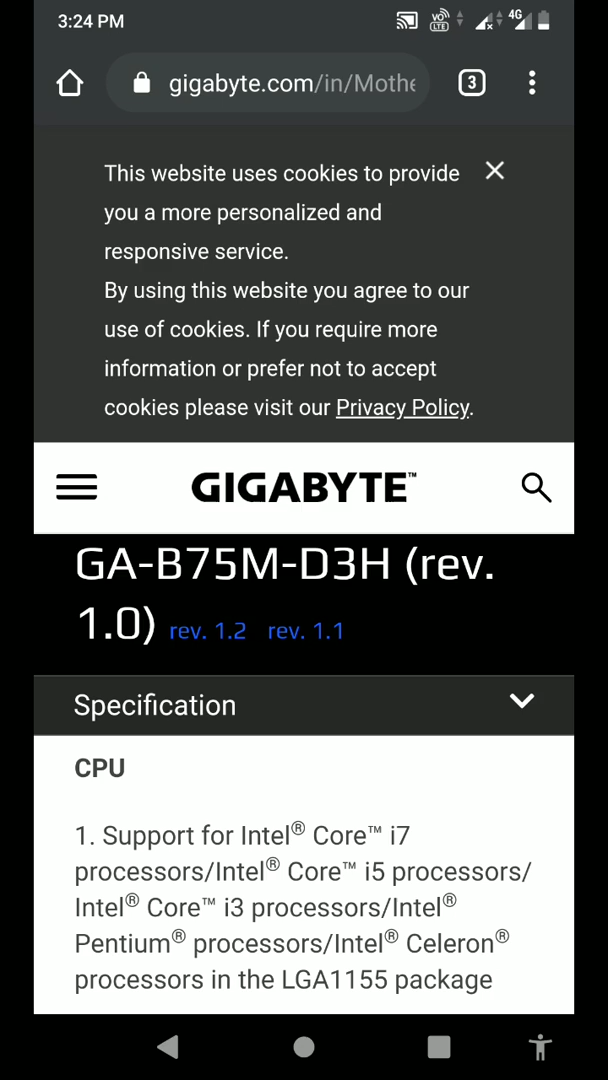 3:24 PM
VO LTE 4G
gigabyte.com/in/Mothe
3
This website uses cookies to provide
you a more personalized and
responsive service.
By using this website you agree to our
use of cookies. If you require more
information or prefer not to accept
cookies please visit our Privacy Policy.
GIGABYTE™
GA-B75M-D3H (rev.
1.0) rev. 1.2 rev. 1.1
Specification
CPU
1. Support for Intel® Core™ i7
processors/Intel® Core™ i5 processors/
Intel® Core™ i3 processors/Intel®
Pentium® processors/Intel® Celeron®
processors in the LGA1155 package